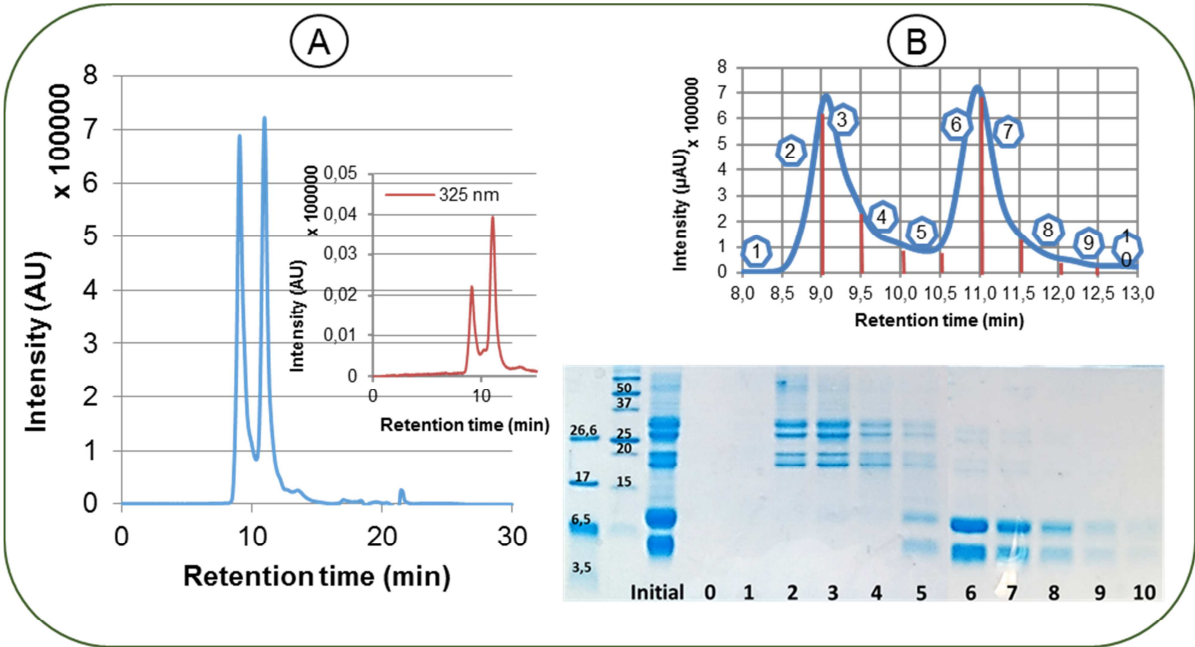 A
x 100000
Intensity (AU)
8
7
6
5
4
3
2
1
0
0 10 20 30
Retention time (min)
x 100000
Intensity (AU)
0,05
0,04
0,03
0,02
0,01
0
325 nm
0 10
Retention time (min)
B
Intensity (µAU) x 100000
8
7
6
5
4
3
2
1
0
1 2 3 4 5 6 7 8 9 10
8,0 8,5 9,0 9,5 10,0 10,5 11,0 11,5 12,0 12,5 13,0
Retention time (min)
26,6
17
6,5
3,5
50
37
25
20
15
Initial 0 1 2 3 4 5 6 7 8 9 10